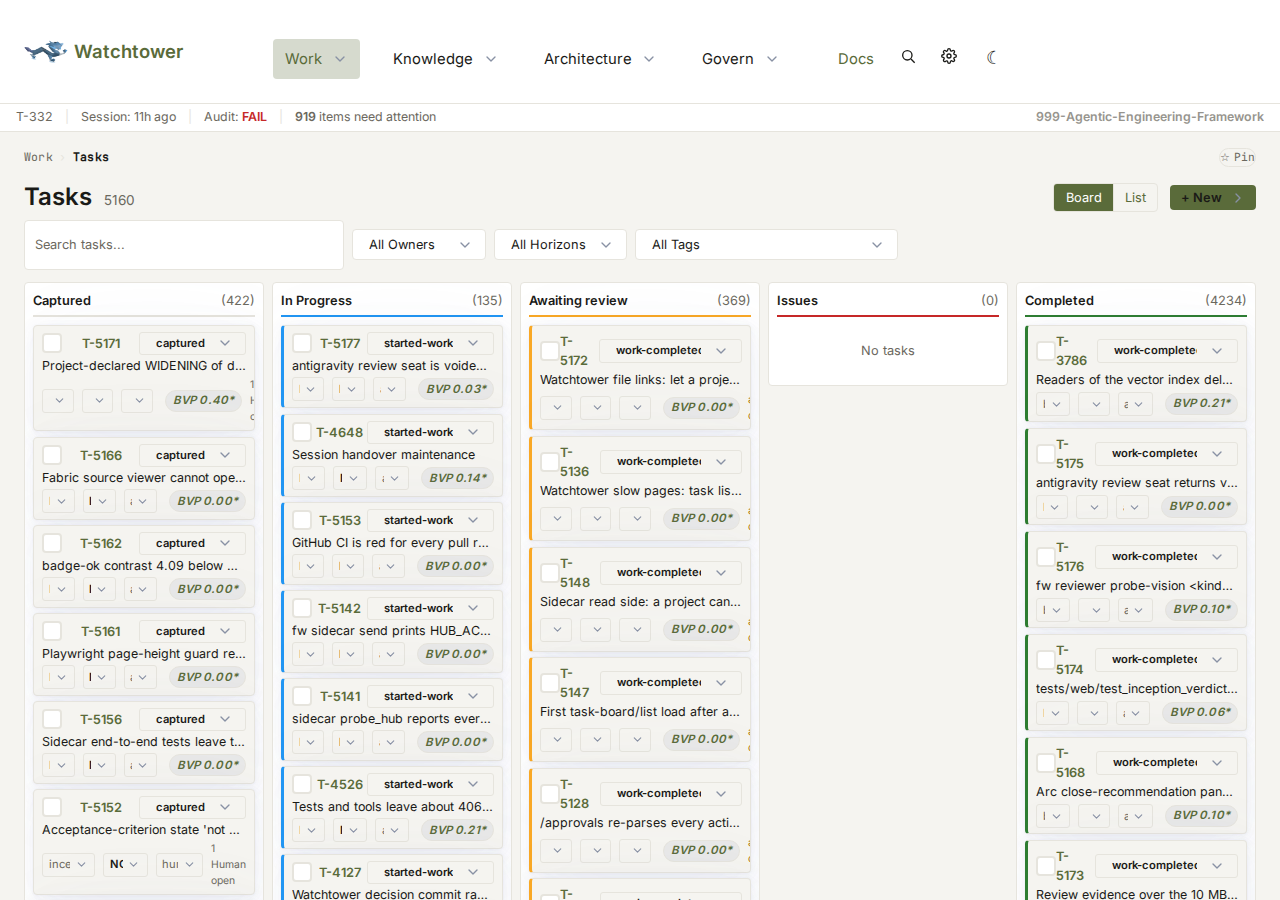 Watchtower
Work Knowledge Architecture Govern Docs
T-332 Session: 11h ago Audit: FAIL 919 items need attention 999-Agentic-Engineering-Framework
Work › Tasks ☆ Pin
Tasks 5160 Board List + New
Search tasks... All Owners All Horizons All Tags
Captured (422)
T-5171 captured
Project-declared WIDENING of d...
BVP 0.40*
T-5166 captured
Fabric source viewer cannot ope...
BVP 0.00*
T-5162 captured
badge-ok contrast 4.09 below ...
BVP 0.00*
T-5161 captured
Playwright page-height guard re...
BVP 0.00*
T-5156 captured
Sidecar end-to-end tests leave t...
BVP 0.00*
T-5152 captured
Acceptance-criterion state 'not ...
1 Human open
In Progress (135)
T-5177 started-work
antigravity review seat is voide...
BVP 0.03*
T-4648 started-work
Session handover maintenance
BVP 0.14*
T-5153 started-work
GitHub CI is red for every pull r...
BVP 0.00*
T-5142 started-work
fw sidecar send prints HUB_AC...
BVP 0.00*
T-5141 started-work
sidecar probe_hub reports ever...
BVP 0.00*
T-4526 started-work
Tests and tools leave about 406...
BVP 0.21*
T-4127 started-work
Watchtower decision commit ra...
Awaiting review (369)
T-5172 work-completed
Watchtower file links: let a proje...
BVP 0.00*
T-5136 work-completed
Watchtower slow pages: task lis...
BVP 0.00*
T-5148 work-completed
Sidecar read side: a project can...
BVP 0.00*
T-5147 work-completed
First task-board/list load after a...
BVP 0.00*
T-5128 work-completed
/approvals re-parses every acti...
BVP 0.00*
T-
Issues (0)
No tasks
Completed (4234)
T-3786 work-completed
Readers of the vector index del...
BVP 0.21*
T-5175 work-completed
antigravity review seat returns v...
BVP 0.00*
T-5176 work-completed
fw reviewer probe-vision <kind...
BVP 0.10*
T-5174 work-completed
tests/web/test_inception_verdict...
BVP 0.06*
T-5168 work-completed
Arc close-recommendation pan...
BVP 0.10*
T-5173 work-completed
Review evidence over the 10 MB...